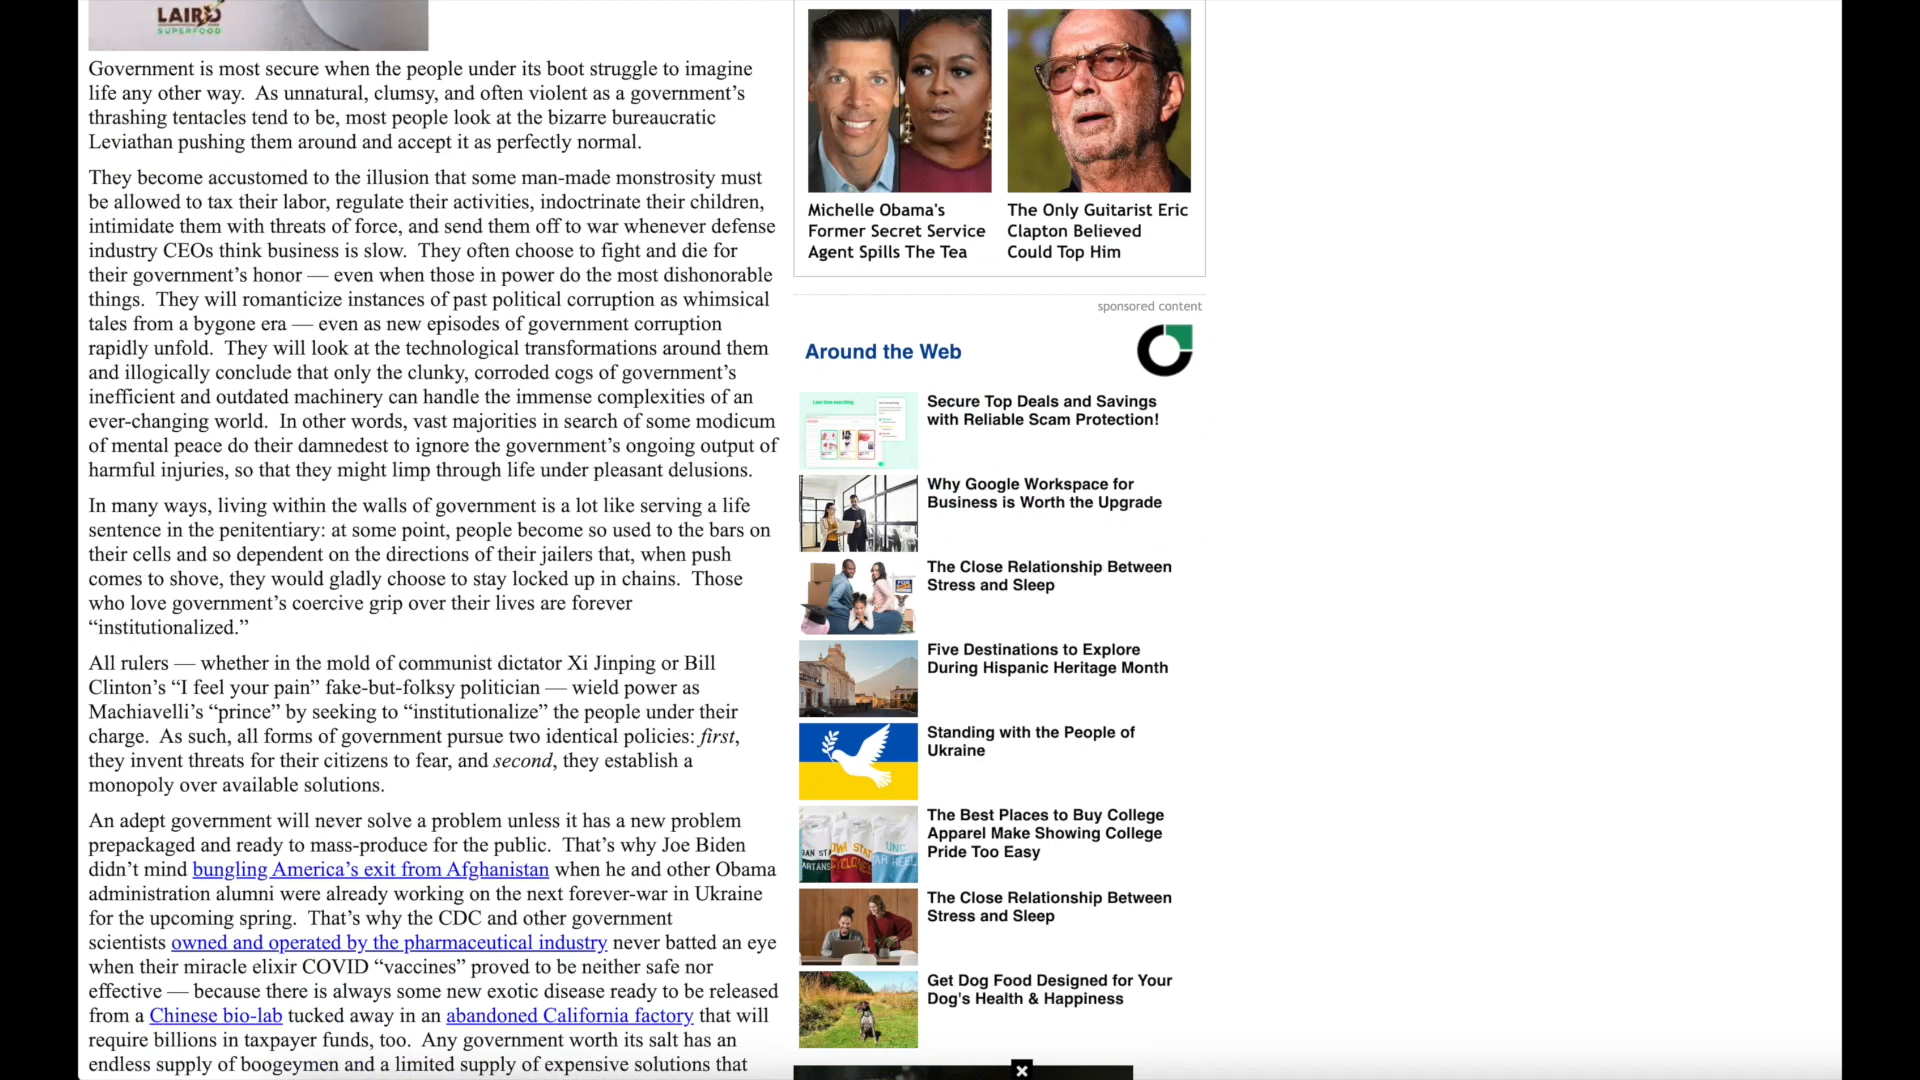 LAIRD
SUPERFOOD
Government is most secure when the people under its boot struggle to imagine
life any other way.  As unnatural, clumsy, and often violent as a government’s
thrashing tentacles tend to be, most people look at the bizarre bureaucratic
Leviathan pushing them around and accept it as perfectly normal.
They become accustomed to the illusion that some man-made monstrosity must
be allowed to tax their labor, regulate their activities, indoctrinate their children,
intimidate them with threats of force, and send them off to war whenever defense
industry CEOs think business is slow.  They often choose to fight and die for
their government’s honor — even when those in power do the most dishonorable
things.  They will romanticize instances of past political corruption as whimsical
tales from a bygone era — even as new episodes of government corruption
rapidly unfold.  They will look at the technological transformations around them
and illogically conclude that only the clunky, corroded cogs of government’s
inefficient and outdated machinery can handle the immense complexities of an
ever-changing world.  In other words, vast majorities in search of some modicum
of mental peace do their damnedest to ignore the government’s ongoing output of
harmful injuries, so that they might limp through life under pleasant delusions.
In many ways, living within the walls of government is a lot like serving a life
sentence in the penitentiary: at some point, people become so used to the bars on
their cells and so dependent on the directions of their jailers that, when push
comes to shove, they would gladly choose to stay locked up in chains.  Those
who love government’s coercive grip over their lives are forever
“institutionalized.”
All rulers — whether in the mold of communist dictator Xi Jinping or Bill
Clinton’s “I feel your pain” fake-but-folksy politician — wield power as
Machiavelli’s “prince” by seeking to “institutionalize” the people under their
charge.  As such, all forms of government pursue two identical policies: first,
they invent threats for their citizens to fear, and second, they establish a
monopoly over available solutions.
An adept government will never solve a problem unless it has a new problem
prepackaged and ready to mass-produce for the public.  That’s why Joe Biden
didn’t mind bungling America’s exit from Afghanistan when he and other Obama
administration alumni were already working on the next forever-war in Ukraine
for the upcoming spring.  That’s why the CDC and other government
scientists owned and operated by the pharmaceutical industry never batted an eye
when their miracle elixir COVID “vaccines” proved to be neither safe nor
effective — because there is always some new exotic disease ready to be released
from a Chinese bio-lab tucked away in an abandoned California factory that will
require billions in taxpayer funds, too.  Any government worth its salt has an
endless supply of boogeymen and a limited supply of expensive solutions that
Michelle Obama's
Former Secret Service
Agent Spills The Tea
The Only Guitarist Eric
Clapton Believed
Could Top Him
sponsored content
Around the Web
Secure Top Deals and Savings
with Reliable Scam Protection!
Why Google Workspace for
Business is Worth the Upgrade
FOR
The Close Relationship Between
Stress and Sleep
Five Destinations to Explore
During Hispanic Heritage Month
Standing with the People of
Ukraine
UNC
The Best Places to Buy College
Apparel Make Showing College
Pride Too Easy
The Close Relationship Between
Stress and Sleep
Get Dog Food Designed for Your
Dog's Health & Happiness